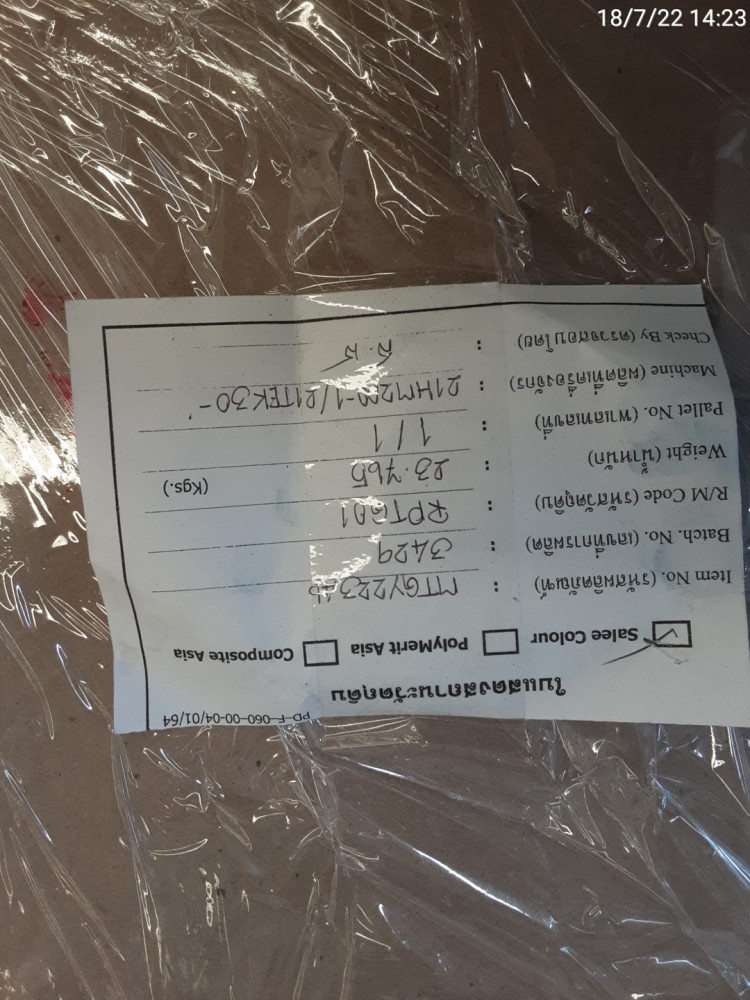 18/7/22 14:23
PD-F-060-00-04/01/64
ใบแสดงสถานะวัตถุดิบ
Salee Colour PolyMerit Asia Composite Asia
Item No. (รหัสผลิตภัณฑ์) :
Batch. No. (เลขที่การผลิต) : 3429
R/M Code (รหัสวัตถุดิบ) :
Weight (น้ำหนัก) : 23.765 (Kgs.)
Pallet No. (พาเลทเลขที่) : 1/1
Machine (ผลิตที่เครื่องจักร) :
Check By (ตรวจสอบโดย) :